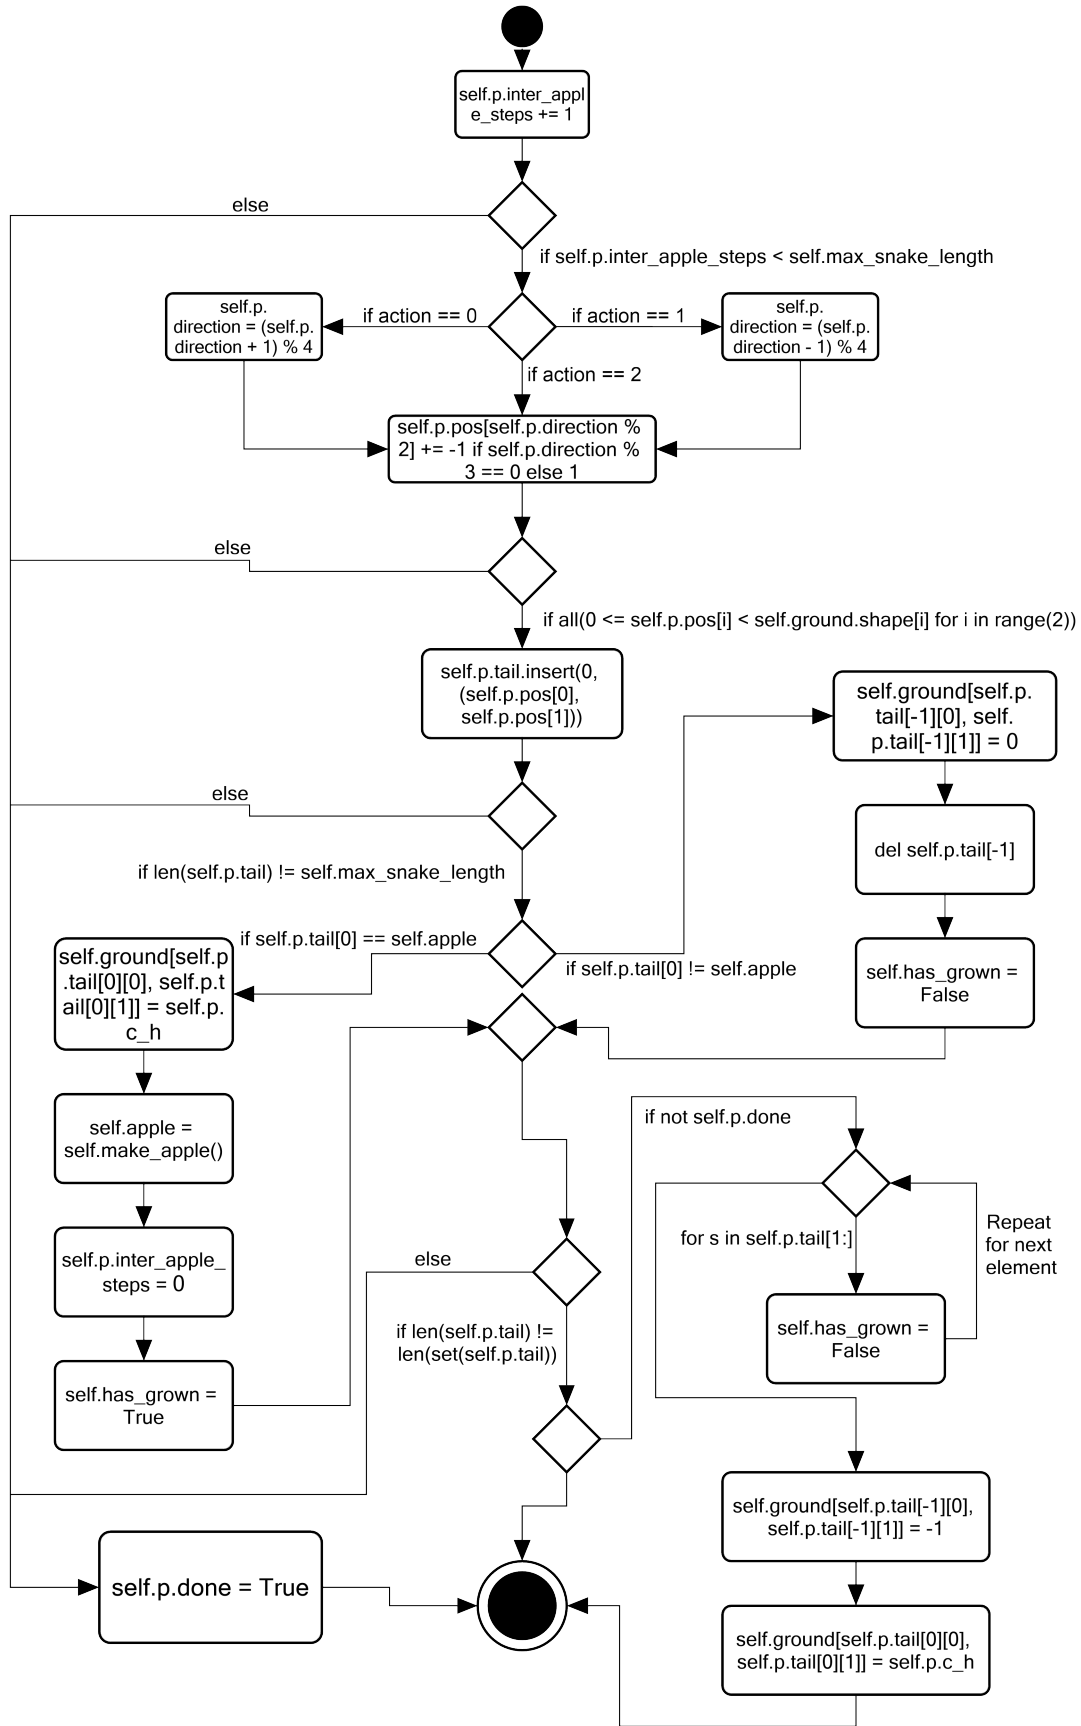 self.p.inter_appl
e_steps += 1
else
if self.p.inter_apple_steps < self.max_snake_length
self.p.
direction = (self.p.
direction + 1) % 4
if action == 0
if action == 1
self.p.
direction = (self.p.
direction - 1) % 4
if action == 2
self.p.pos[self.p.direction %
2] += -1 if self.p.direction %
3 == 0 else 1
else
if all(0 <= self.p.pos[i] < self.ground.shape[i] for i in range(2))
self.p.tail.insert(0,
(self.p.pos[0],
self.p.pos[1]))
self.ground[self.p.
tail[-1][0], self.
p.tail[-1][1]] = 0
else
del self.p.tail[-1]
if len(self.p.tail) != self.max_snake_length
if self.p.tail[0] == self.apple
if self.p.tail[0] != self.apple
self.has_grown =
False
self.ground[self.p
.tail[0][0], self.p.t
ail[0][1]] = self.p.
c_h
self.apple =
self.make_apple()
if not self.p.done
self.p.inter_apple_
steps = 0
else
for s in self.p.tail[1:]
Repeat
for next
element
if len(self.p.tail) !=
len(set(self.p.tail))
self.has_grown =
False
self.has_grown =
True
self.ground[self.p.tail[-1][0],
self.p.tail[-1][1]] = -1
self.p.done = True
self.ground[self.p.tail[0][0],
self.p.tail[0][1]] = self.p.c_h